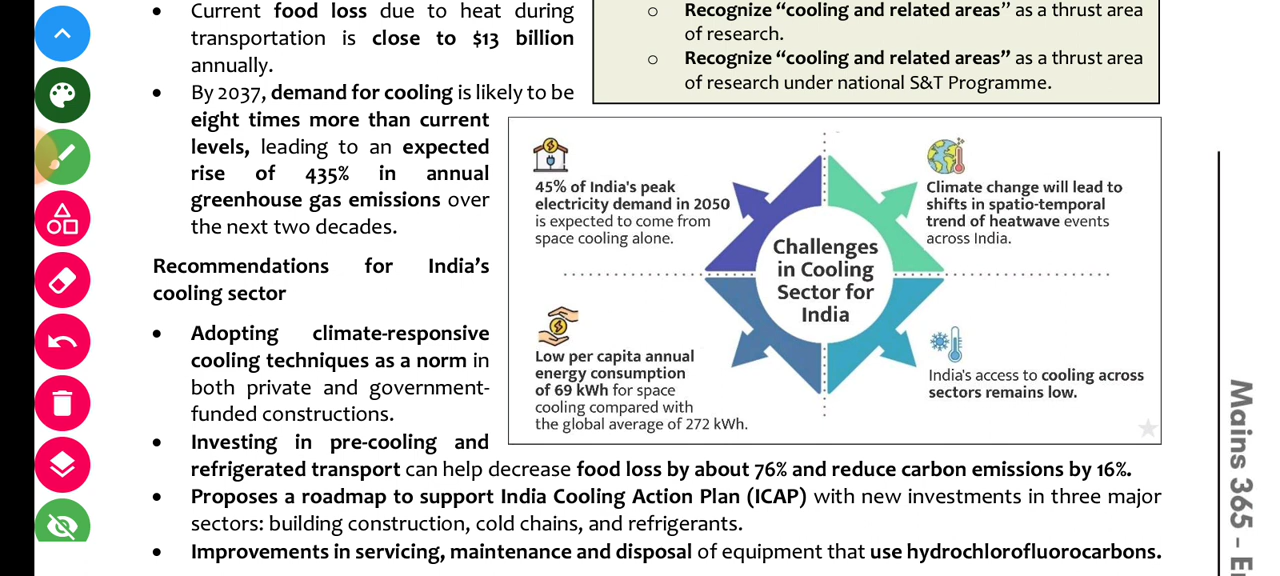 • Current food loss due to heat during
transportation is close to $13 billion
annually.
• By 2037, demand for cooling is likely to be
eight times more than current
levels, leading to an expected
rise of 435% in annual
greenhouse gas emissions over
the next two decades.
Recommendations for India's
cooling sector
• Adopting climate-responsive
cooling techniques as a norm in
both private and government-
funded constructions.
• Investing in pre-cooling and
refrigerated transport can help decrease food loss by about 76% and reduce carbon emissions by 16%.
• Proposes a roadmap to support India Cooling Action Plan (ICAP) with new investments in three major
sectors: building construction, cold chains, and refrigerants.
• Improvements in servicing, maintenance and disposal of equipment that use hydrochlorofluorocarbons.
o Recognize “cooling and related areas” as a thrust area
of research.
o Recognize “cooling and related areas” as a thrust area
of research under national S&T Programme.
45% of India's peak
electricity demand in 2050
is expected to come from
space cooling alone.
Climate change will lead to
shifts in spatio-temporal
trend of heatwave events
across India.
Challenges
in Cooling
Sector for
India
Low per capita annual
energy consumption
of 69 kWh for space
cooling compared with
the global average of 272 kWh.
India's access to cooling across
sectors remains low.
Mains 365 – E